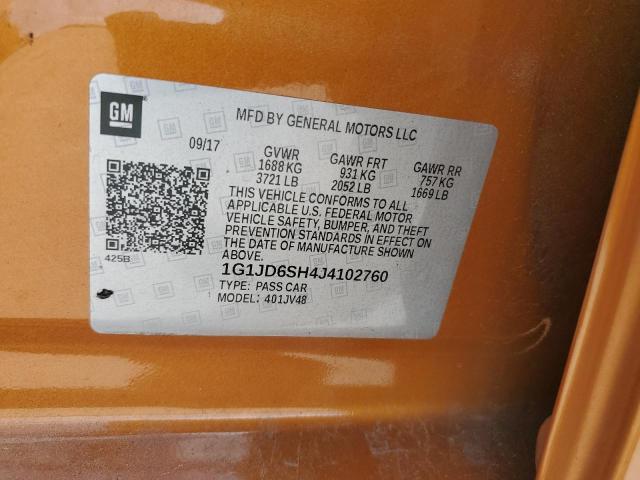 GM
MFD BY GENERAL MOTORS LLC
09/17
GVWR GAWR FRT GAWR RR
1688 KG 931 KG 757 KG
3721 LB 2052 LB 1669 LB
THIS VEHICLE CONFORMS TO ALL
APPLICABLE U.S. FEDERAL MOTOR
VEHICLE SAFETY, BUMPER, AND THEFT
PREVENTION STANDARDS IN EFFECT ON
THE DATE OF MANUFACTURE SHOWN
ABOVE.
425B
1G1JD6SH4J4102760
TYPE: PASS CAR
MODEL: 401JV48